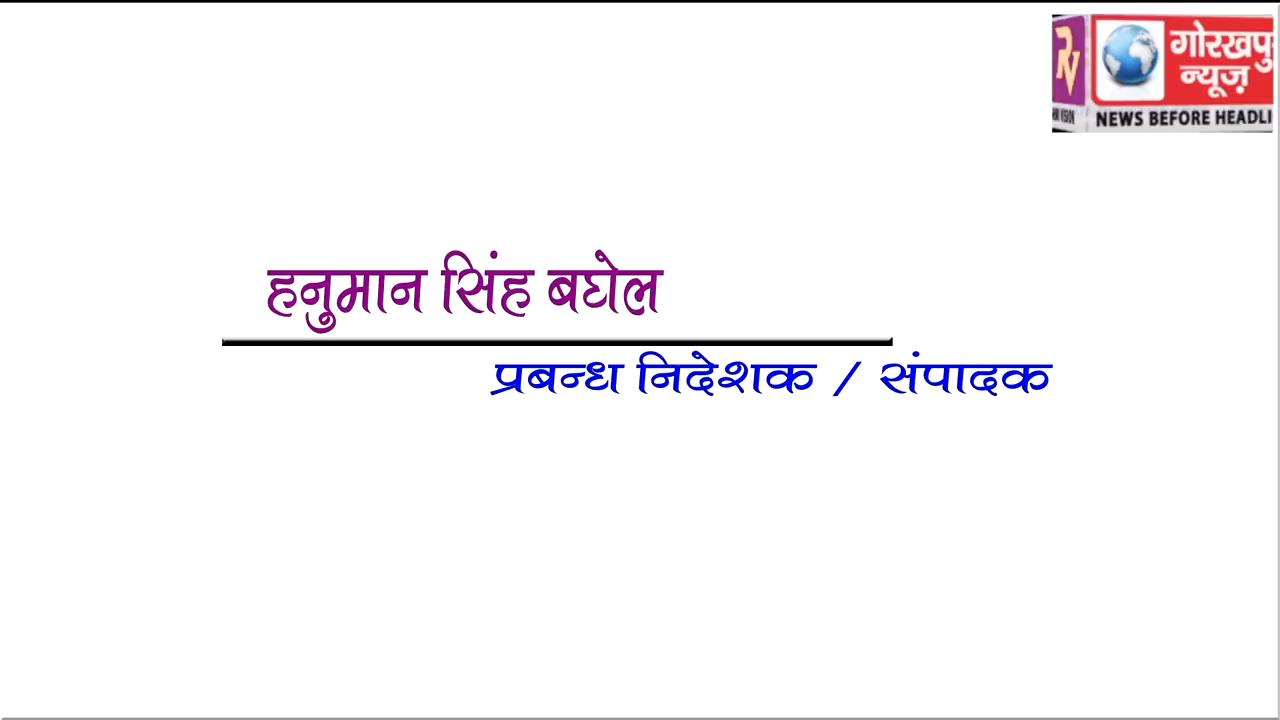 गोरखपु
न्यूज़
NEWS BEFORE HEADLI
हनुमान सिंह बघेल
प्रबन्ध निदेशक / संपादक